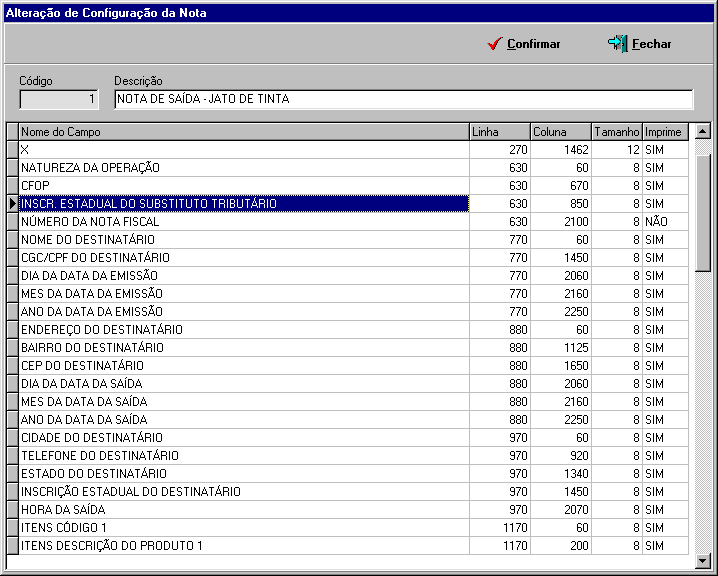 Alteração de Configuração da Nota
Confirmar Fechar
Código Descrição
1 NOTA DE SAÍDA - JATO DE TINTA
Nome do Campo Linha Coluna Tamanho Imprime
X 270 1462 12 SIM
NATUREZA DA OPERAÇÃO 630 60 8 SIM
CFOP 630 670 8 SIM
INSCR. ESTADUAL DO SUBSTITUTO TRIBUTÁRIO 630 850 8 SIM
NÚMERO DA NOTA FISCAL 630 2100 8 NÃO
NOME DO DESTINATÁRIO 770 60 8 SIM
CGC/CPF DO DESTINATÁRIO 770 1450 8 SIM
DIA DA DATA DA EMISSÃO 770 2060 8 SIM
MES DA DATA DA EMISSÃO 770 2160 8 SIM
ANO DA DATA DA EMISSÃO 770 2250 8 SIM
ENDEREÇO DO DESTINATÁRIO 880 60 8 SIM
BAIRRO DO DESTINATÁRIO 880 1125 8 SIM
CEP DO DESTINATÁRIO 880 1650 8 SIM
DIA DA DATA DA SAÍDA 880 2060 8 SIM
MES DA DATA DA SAÍDA 880 2160 8 SIM
ANO DA DATA DA SAÍDA 880 2250 8 SIM
CIDADE DO DESTINATÁRIO 970 60 8 SIM
TELEFONE DO DESTINATÁRIO 970 920 8 SIM
ESTADO DO DESTINATÁRIO 970 1340 8 SIM
INSCRIÇÃO ESTADUAL DO DESTINATÁRIO 970 1450 8 SIM
HORA DA SAÍDA 970 2070 8 SIM
ITENS CÓDIGO 1 1170 60 8 SIM
ITENS DESCRIÇÃO DO PRODUTO 1 1170 200 8 SIM